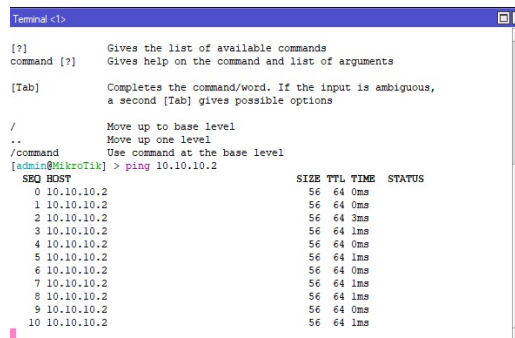 Terminal <1>
[?] Gives the list of available commands
command [?] Gives help on the command and list of arguments
[Tab] Completes the command/word. If the input is ambiguous,
a second [Tab] gives possible options
/ Move up to base level
.. Move up one level
/command Use command at the base level
[admin@MikroTik] > ping 10.10.10.2
SEQ HOST SIZE TTL TIME STATUS
0 10.10.10.2 56 64 0ms
1 10.10.10.2 56 64 0ms
2 10.10.10.2 56 64 3ms
3 10.10.10.2 56 64 1ms
4 10.10.10.2 56 64 0ms
5 10.10.10.2 56 64 1ms
6 10.10.10.2 56 64 0ms
7 10.10.10.2 56 64 1ms
8 10.10.10.2 56 64 1ms
9 10.10.10.2 56 64 0ms
10 10.10.10.2 56 64 1ms